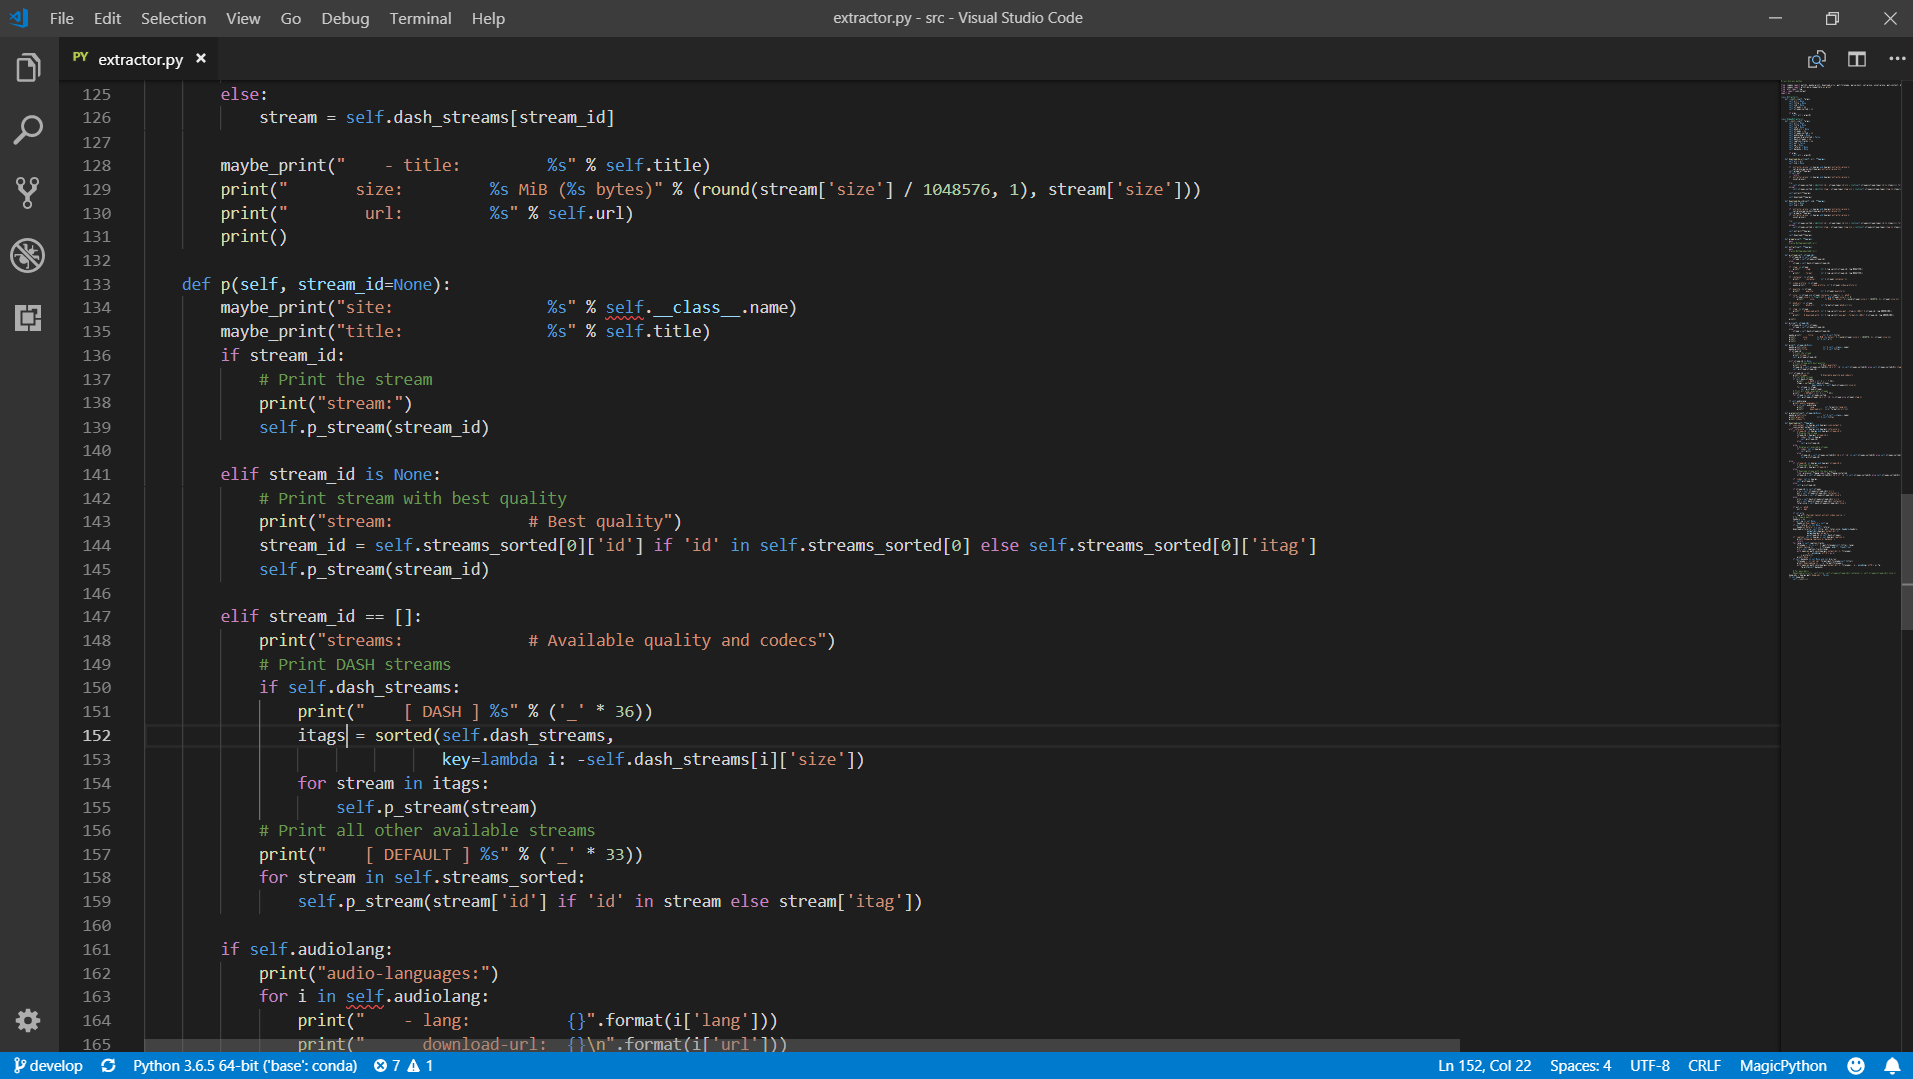 File Edit Selection View Go Debug Terminal Help
extractor.py - src - Visual Studio Code
PY extractor.py ×
125 else:
126 stream = self.dash_streams[stream_id]
127
128 maybe_print("    - title:         %s" % self.title)
129 print("       size:         %s MiB (%s bytes)" % (round(stream['size'] / 1048576, 1), stream['size']))
130 print("        url:         %s" % self.url)
131 print()
132
133 def p(self, stream_id=None):
134 maybe_print("site:                %s" % self.__class__.name)
135 maybe_print("title:               %s" % self.title)
136 if stream_id:
137 # Print the stream
138 print("stream:")
139 self.p_stream(stream_id)
140
141 elif stream_id is None:
142 # Print stream with best quality
143 print("stream:              # Best quality")
144 stream_id = self.streams_sorted[0]['id'] if 'id' in self.streams_sorted[0] else self.streams_sorted[0]['itag']
145 self.p_stream(stream_id)
146
147 elif stream_id == []:
148 print("streams:             # Available quality and codecs")
149 # Print DASH streams
150 if self.dash_streams:
151 print("    [ DASH ] %s" % ('_' * 36))
152 itags = sorted(self.dash_streams,
153 key=lambda i: -self.dash_streams[i]['size'])
154 for stream in itags:
155 self.p_stream(stream)
156 # Print all other available streams
157 print("    [ DEFAULT ] %s" % ('_' * 33))
158 for stream in self.streams_sorted:
159 self.p_stream(stream['id'] if 'id' in stream else stream['itag'])
160
161 if self.audiolang:
162 print("audio-languages:")
163 for i in self.audiolang:
164 print("    - lang:          {}".format(i['lang']))
165 print("      download-url:  {}\n".format(i['url']))
develop Python 3.6.5 64-bit ('base': conda) 7 1 Ln 152, Col 22 Spaces: 4 UTF-8 CRLF MagicPython